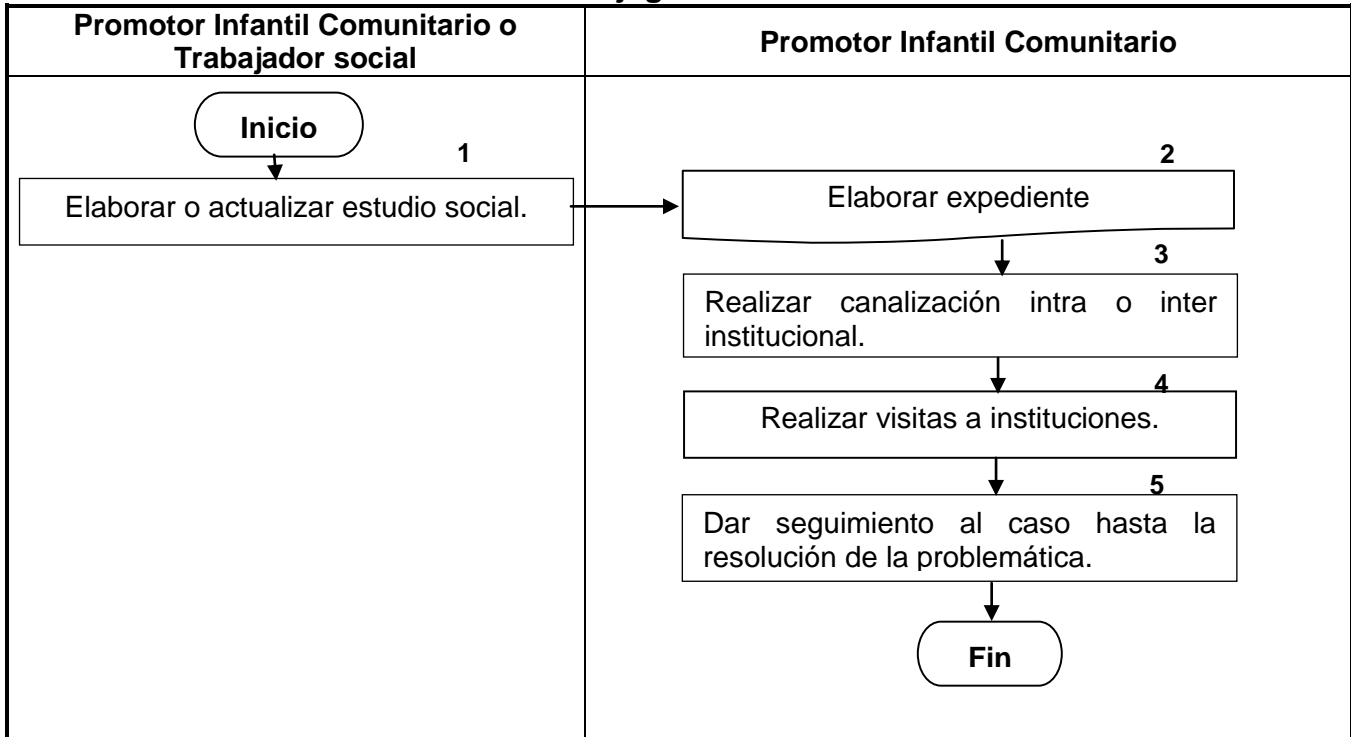 Promotor Infantil Comunitario o
Trabajador social
Promotor Infantil Comunitario
Inicio
1
Elaborar o actualizar estudio social.
2
Elaborar expediente
3
Realizar canalización intra o inter
institucional.
4
Realizar visitas a instituciones.
5
Dar seguimiento al caso hasta la
resolución de la problemática.
Fin